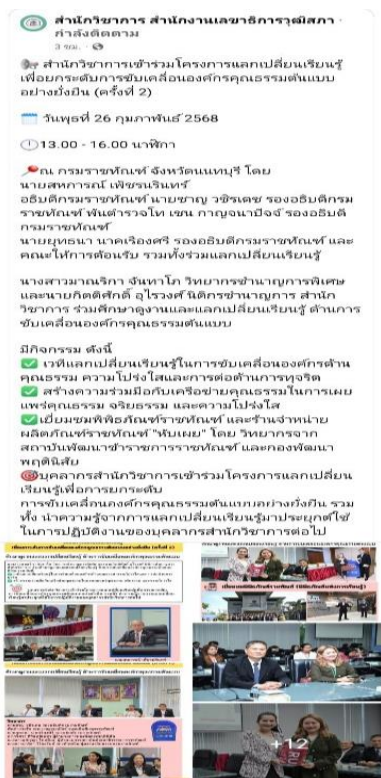 สำนักวิชาการ สำนักงานเลขาธิการวุฒิสภา ·
กำลังติดตาม
3 ชม. ·
สำนักวิชาการเข้าร่วมโครงการแลกเปลี่ยนเรียนรู้
เพื่อยกระดับการขับเคลื่อนองค์กรคุณธรรมต้นแบบ
อย่างยั่งยืน (ครั้งที่ 2)
วันพุธที่ 26 กุมภาพันธ์ 2568
13.00 - 16.00 นาฬิกา
ณ กรมราชทัณฑ์ จังหวัดนนทบุรี โดย
นายสหการณ์ เพ็ชรนรินทร์
อธิบดีกรมราชทัณฑ์ นายชาญ วชิรเดช รองอธิบดีกรม
ราชทัณฑ์ พันตำรวจโท เชน กาญจนาปัจจ์ รองอธิบดี
กรมราชทัณฑ์
นายยุทธนา นาคเรืองศรี รองอธิบดีกรมราชทัณฑ์ และ
คณะให้การต้อนรับ รวมทั้งร่วมแลกเปลี่ยนเรียนรู้
นางสาวมาณริกา จันทาโภ วิทยากรชำนาญการพิเศษ
และนายกิตติศักดิ์ อุไรวงศ์ นิติกรชำนาญการ สำนัก
วิชาการ ร่วมศึกษาดูงานและแลกเปลี่ยนเรียนรู้ ด้านการ
ขับเคลื่อนองค์กรคุณธรรมต้นแบบ
มีกิจกรรม ดังนี้
✅ เวทีแลกเปลี่ยนเรียนรู้ในการขับเคลื่อนองค์กรด้าน
คุณธรรม ความโปร่งใสและการต่อต้านการทุจริต
✅ สร้างความร่วมมือกับเครือข่ายคุณธรรมในการเผย
แพร่คุณธรรม จริยธรรม และความโปร่งใส
✅เยี่ยมชมพิพิธภัณฑ์ราชทัณฑ์ และร้านจำหน่าย
ผลิตภัณฑ์ราชทัณฑ์ "หับเผย" โดย วิทยากรจาก
สถาบันพัฒนาข้าราชการราชทัณฑ์ และกองพัฒนา
พฤตินิสัย
🎯บุคลากรสำนักวิชาการเข้าร่วมโครงการแลกเปลี่ยน
เรียนรู้เพื่อการยกระดับ
การขับเคลื่อนองค์กรคุณธรรมต้นแบบอย่างยั่งยืน รวม
ทั้ง นำความรู้จากการแลกเปลี่ยนเรียนรู้มาประยุกต์ใช้
ในการปฏิบัติงานของบุคลากรสำนักวิชาการต่อไป